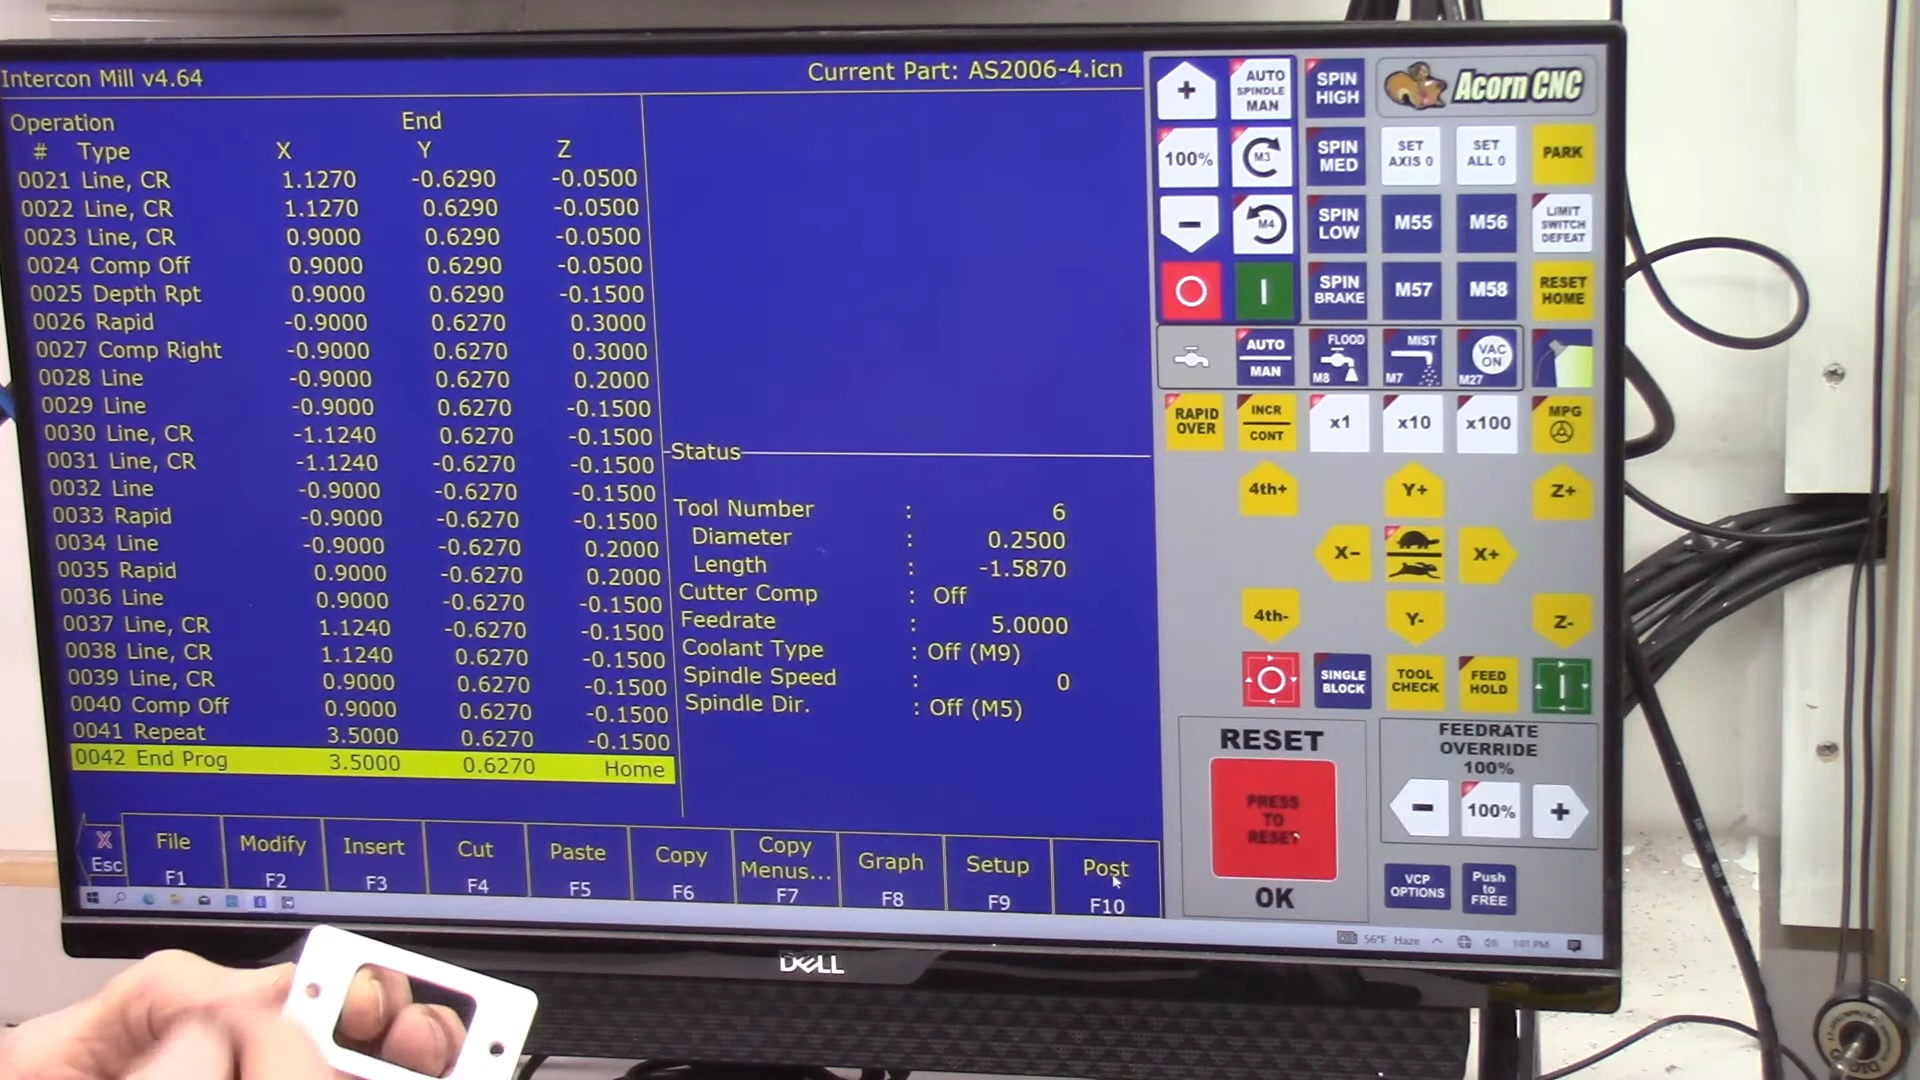 Intercon Mill v4.64
Current Part: AS2006-4.icn
Operation End
# Type X Y Z
0021 Line, CR 1.1270 -0.6290 -0.0500
0022 Line, CR 1.1270 0.6290 -0.0500
0023 Line, CR 0.9000 0.6290 -0.0500
0024 Comp Off 0.9000 0.6290 -0.0500
0025 Depth Rpt 0.9000 0.6290 -0.1500
0026 Rapid -0.9000 0.6270 0.3000
0027 Comp Right -0.9000 0.6270 0.3000
0028 Line -0.9000 0.6270 0.2000
0029 Line -0.9000 0.6270 -0.1500
0030 Line, CR -1.1240 0.6270 -0.1500
0031 Line, CR -1.1240 -0.6270 -0.1500
0032 Line -0.9000 -0.6270 -0.1500
0033 Rapid -0.9000 -0.6270 -0.1500
0034 Line -0.9000 -0.6270 0.2000
0035 Rapid 0.9000 -0.6270 0.2000
0036 Line 0.9000 -0.6270 -0.1500
0037 Line, CR 1.1240 -0.6270 -0.1500
0038 Line, CR 1.1240 0.6270 -0.1500
0039 Line, CR 0.9000 0.6270 -0.1500
0040 Comp Off 0.9000 0.6270 -0.1500
0041 Repeat 3.5000 0.6270 -0.1500
0042 End Prog 3.5000 0.6270 Home
Status
Tool Number : 6
Diameter : 0.2500
Length : -1.5870
Cutter Comp : Off
Feedrate : 5.0000
Coolant Type : Off (M9)
Spindle Speed : 0
Spindle Dir. : Off (M5)
X
Esc
File
F1
Modify
F2
Insert
F3
Cut
F4
Paste
F5
Copy
F6
Copy
Menus...
F7
Graph
F8
Setup
F9
Post
F10
+
AUTO
SPINDLE
MAN
SPIN
HIGH
Acorn CNC
100%
M3
SPIN
MED
SET
AXIS 0
SET
ALL 0
PARK
-
M4
SPIN
LOW
M55
M56
LIMIT
SWITCH
DEFEAT
SPIN
BRAKE
M57
M58
RESET
HOME
AUTO
MAN
FLOOD
M8
MIST
M7
VAC
ON
M27
RAPID
OVER
INCR
CONT
x1
x10
x100
MPG
4th+
Y+
Z+
X-
X+
4th-
Y-
Z-
SINGLE
BLOCK
TOOL
CHECK
FEED
HOLD
RESET
PRESS
TO
RESET
OK
FEEDRATE
OVERRIDE
100%
-
100%
+
VCP
OPTIONS
Push
to
FREE
56°F Haze
1:01 PM
DELL